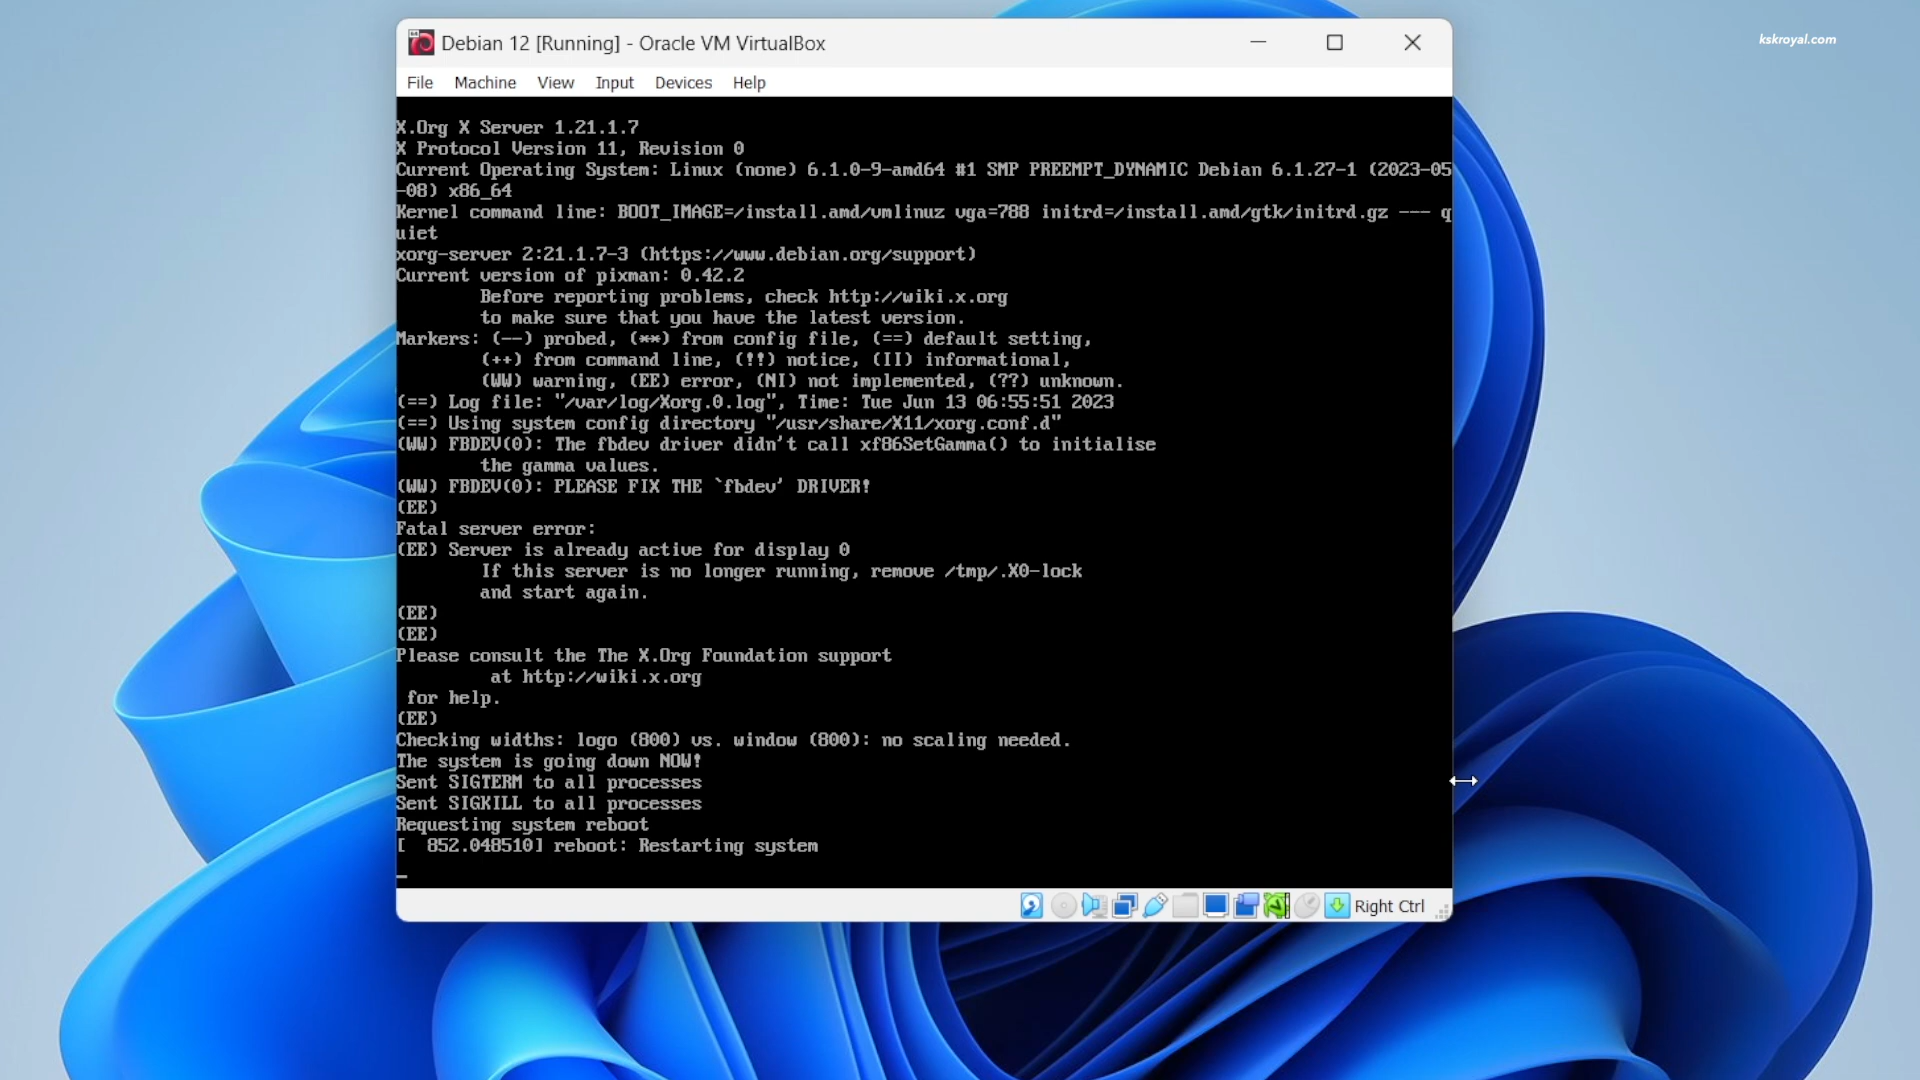 kskroyal.com
Debian 12 [Running] - Oracle VM VirtualBox
File Machine View Input Devices Help
X.Org X Server 1.21.1.7
X Protocol Version 11, Revision 0
Current Operating System: Linux (none) 6.1.0-9-amd64 #1 SMP PREEMPT_DYNAMIC Debian 6.1.27-1 (2023-05
-08) x86_64
Kernel command line: BOOT_IMAGE=/install.amd/vmlinuz vga=788 initrd=/install.amd/gtk/initrd.gz --- q
uiet
xorg-server 2:21.1.7-3 (https://www.debian.org/support)
Current version of pixman: 0.42.2
Before reporting problems, check http://wiki.x.org
to make sure that you have the latest version.
Markers: (--) probed, (**) from config file, (==) default setting,
(++) from command line, (!!) notice, (II) informational,
(WW) warning, (EE) error, (NI) not implemented, (??) unknown.
(==) Log file: "/var/log/Xorg.0.log", Time: Tue Jun 13 06:55:51 2023
(==) Using system config directory "/usr/share/X11/xorg.conf.d"
(WW) FBDEV(0): The fbdev driver didn't call xf86SetGamma() to initialise
the gamma values.
(WW) FBDEV(0): PLEASE FIX THE `fbdev' DRIVER!
(EE)
Fatal server error:
(EE) Server is already active for display 0
If this server is no longer running, remove /tmp/.X0-lock
and start again.
(EE)
(EE)
Please consult the The X.Org Foundation support
at http://wiki.x.org
for help.
(EE)
Checking widths: logo (800) vs. window (800): no scaling needed.
The system is going down NOW!
Sent SIGTERM to all processes
Sent SIGKILL to all processes
Requesting system reboot
[  852.048510] reboot: Restarting system
_
Right Ctrl